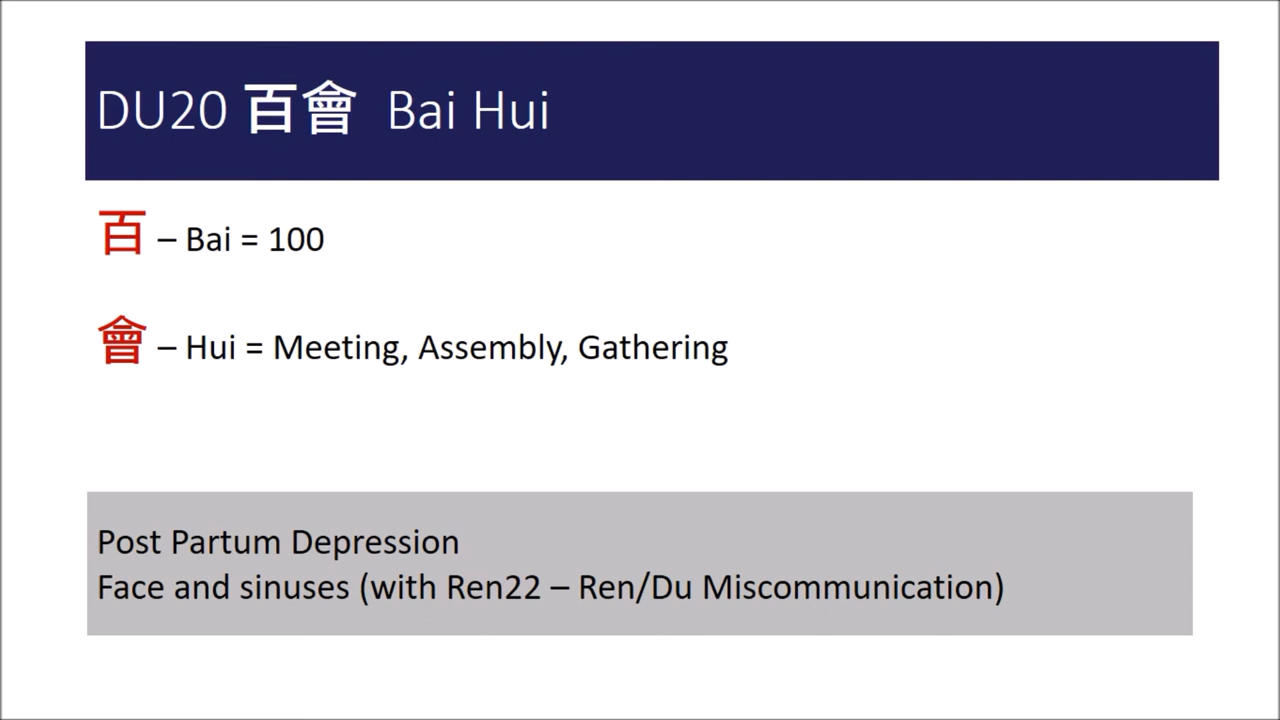 DU20 百會 Bai Hui
百 – Bai = 100
會 – Hui = Meeting, Assembly, Gathering
Post Partum Depression
Face and sinuses (with Ren22 – Ren/Du Miscommunication)